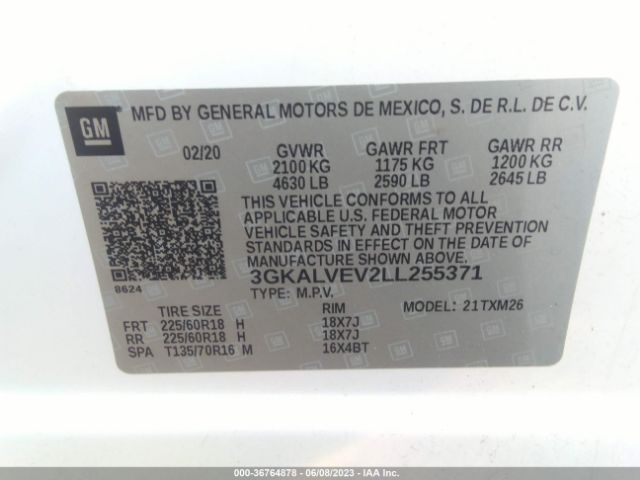 GM
MFD BY GENERAL MOTORS DE MEXICO, S. DE R.L. DE C.V.
02/20 GVWR GAWR FRT GAWR RR
2100 KG 1175 KG 1200 KG
4630 LB 2590 LB 2645 LB
THIS VEHICLE CONFORMS TO ALL
APPLICABLE U.S. FEDERAL MOTOR
VEHICLE SAFETY AND THEFT PREVENTION
STANDARDS IN EFFECT ON THE DATE OF
MANUFACTURE SHOWN ABOVE.
8624
3GKALVEV2LL255371
TYPE: M.P.V. MODEL: 21TXM26
TIRE SIZE RIM
FRT 225/60R18 H 18X7J
RR 225/60R18 H 18X7J
SPA T135/70R16 M 16X4BT
000-36764878 - 06/08/2023 - IAAI.com